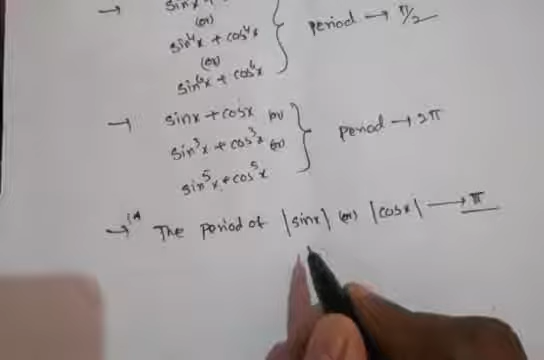 → sinx +
(or)
sin⁴x + cos⁴x } period → π/2
(or)
sin⁶x + cos⁶x
→ sinx + cosx (or)
sin³x + cos³x (or) } period → 2π
sin⁵x + cos⁵x
→ The period of |sinx| (or) |cosx| → π